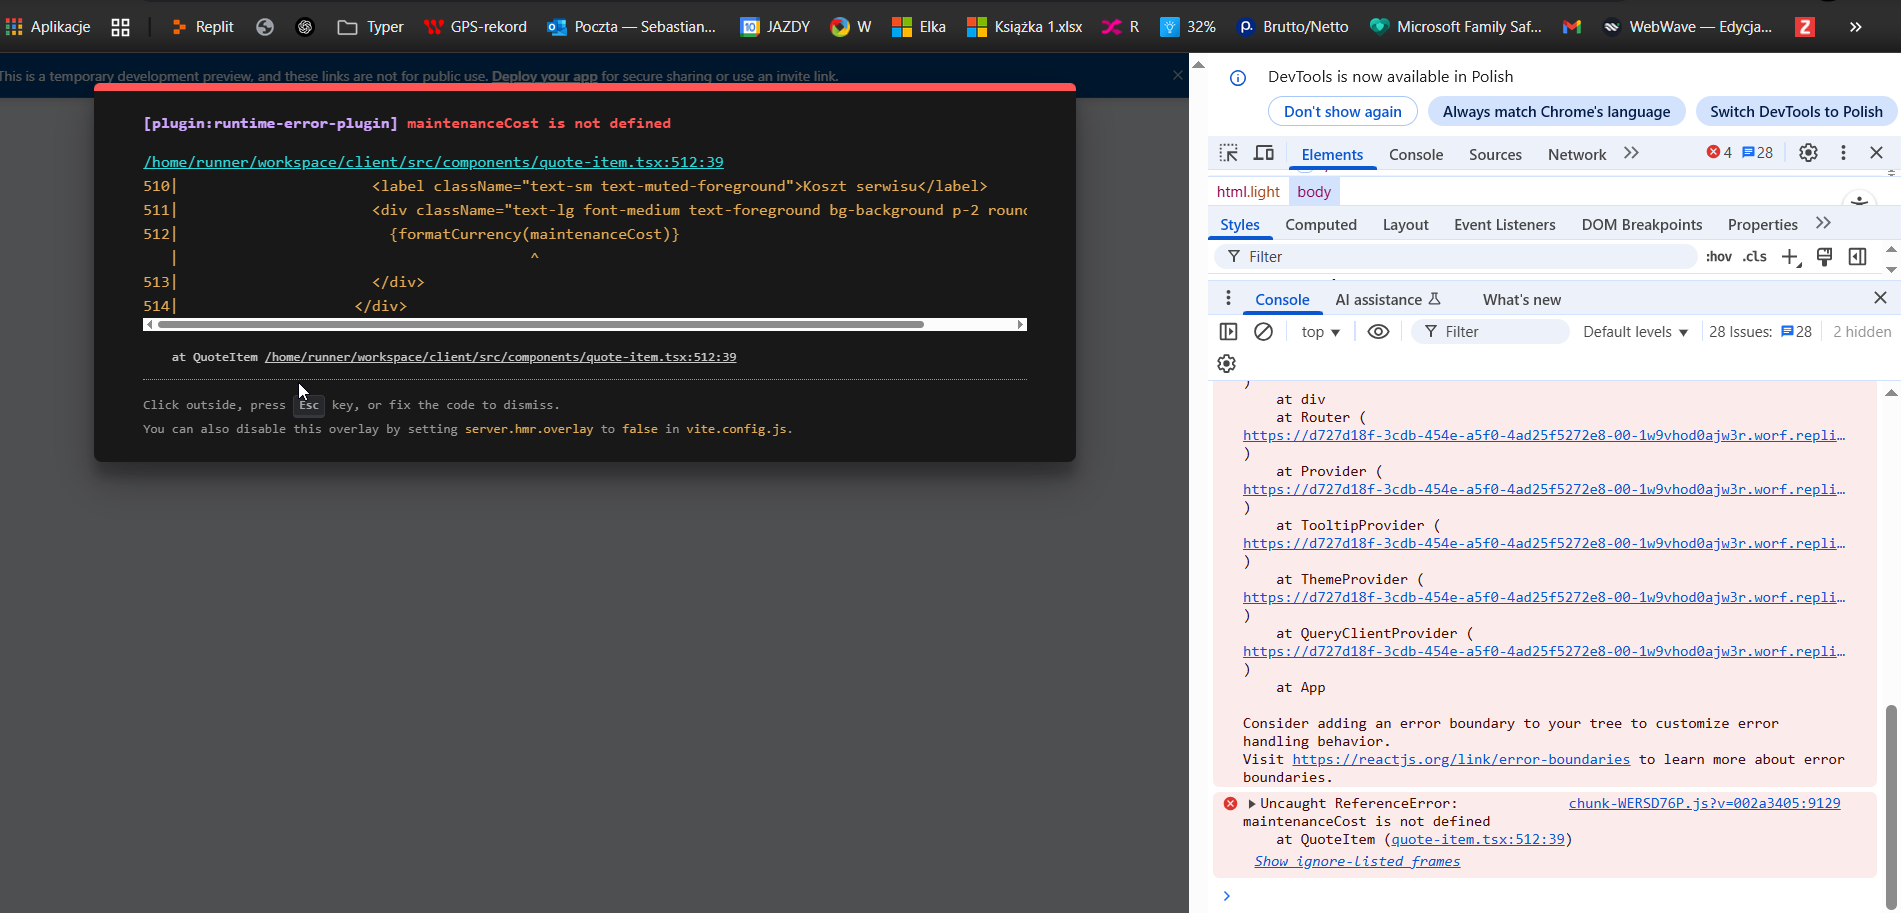 Aplikacje
Replit
Typer
GPS-rekord
Poczta — Sebastian...
10
JAZDY
W
Elka
Książka 1.xlsx
R
32%
Brutto/Netto
Microsoft Family Saf...
WebWave — Edycja...
Z
This is a temporary development preview, and these links are not for public use. Deploy your app for secure sharing or use an invite link.
[plugin:runtime-error-plugin] maintenanceCost is not defined
/home/runner/workspace/client/src/components/quote-item.tsx:512:39
510| <label className="text-sm text-muted-foreground">Koszt serwisu</label>
511| <div className="text-lg font-medium text-foreground bg-background p-2 roun
512| {formatCurrency(maintenanceCost)}
| ^
513| </div>
514| </div>
at QuoteItem /home/runner/workspace/client/src/components/quote-item.tsx:512:39
Click outside, press Esc key, or fix the code to dismiss.
You can also disable this overlay by setting server.hmr.overlay to false in vite.config.js.
DevTools is now available in Polish
Don't show again
Always match Chrome's language
Switch DevTools to Polish
Elements
Console
Sources
Network
4
28
html.light
body
Styles
Computed
Layout
Event Listeners
DOM Breakpoints
Properties
Filter
:hov
.cls
Console
AI assistance
What's new
top
Filter
Default levels
28 Issues:
28
2 hidden
)
at div
at Router (
https://d727d18f-3cdb-454e-a5f0-4ad25f5272e8-00-1w9vhod0ajw3r.worf.repli…
)
at Provider (
https://d727d18f-3cdb-454e-a5f0-4ad25f5272e8-00-1w9vhod0ajw3r.worf.repli…
)
at TooltipProvider (
https://d727d18f-3cdb-454e-a5f0-4ad25f5272e8-00-1w9vhod0ajw3r.worf.repli…
)
at ThemeProvider (
https://d727d18f-3cdb-454e-a5f0-4ad25f5272e8-00-1w9vhod0ajw3r.worf.repli…
)
at QueryClientProvider (
https://d727d18f-3cdb-454e-a5f0-4ad25f5272e8-00-1w9vhod0ajw3r.worf.repli…
)
at App
Consider adding an error boundary to your tree to customize error
handling behavior.
Visit https://reactjs.org/link/error-boundaries to learn more about error
boundaries.
Uncaught ReferenceError: chunk-WERSD76P.js?v=002a3405:9129
maintenanceCost is not defined
at QuoteItem (quote-item.tsx:512:39)
Show ignore-listed frames